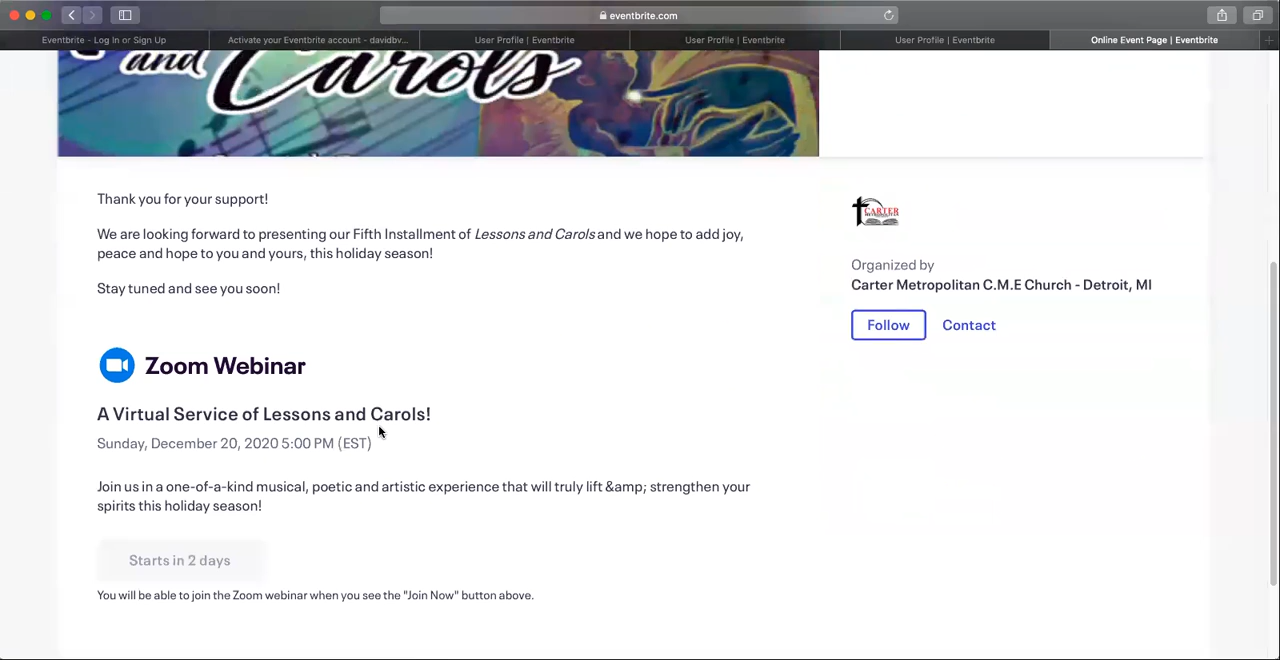 eventbrite.com
Eventbrite - Log In or Sign Up
Activate your Eventbrite account - davidbv...
User Profile | Eventbrite
User Profile | Eventbrite
User Profile | Eventbrite
Online Event Page | Eventbrite
and Carols
Thank you for your support!
We are looking forward to presenting our Fifth Installment of Lessons and Carols and we hope to add joy,
peace and hope to you and yours, this holiday season!
Stay tuned and see you soon!
CARTER
Organized by
Carter Metropolitan C.M.E Church - Detroit, MI
Follow
Contact
Zoom Webinar
A Virtual Service of Lessons and Carols!
Sunday, December 20, 2020 5:00 PM (EST)
Join us in a one-of-a-kind musical, poetic and artistic experience that will truly lift &amp; strengthen your
spirits this holiday season!
Starts in 2 days
You will be able to join the Zoom webinar when you see the "Join Now" button above.